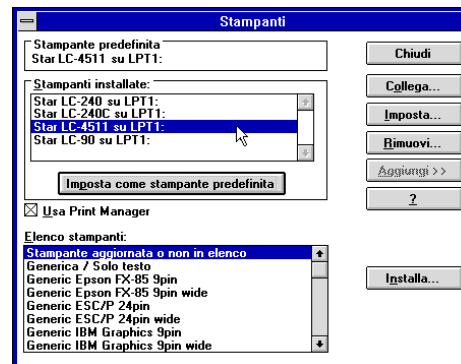 Stampanti
Stampante predefinita
Star LC-4511 su LPT1:
Stampanti installate:
Star LC-240 su LPT1:
Star LC-240C su LPT1:
Star LC-4511 su LPT1:
Star LC-90 su LPT1:
Imposta come stampante predefinita
Usa Print Manager
Elenco stampanti:
Stampante aggiornata o non in elenco
Generica / Solo testo
Generic Epson FX-85 9pin
Generic Epson FX-85 9pin wide
Generic ESC/P 24pin
Generic ESC/P 24pin wide
Generic IBM Graphics 9pin
Generic IBM Graphics 9pin wide
Chiudi
Collega...
Imposta...
Rimuovi...
Aggiungi >>
?
Installa...